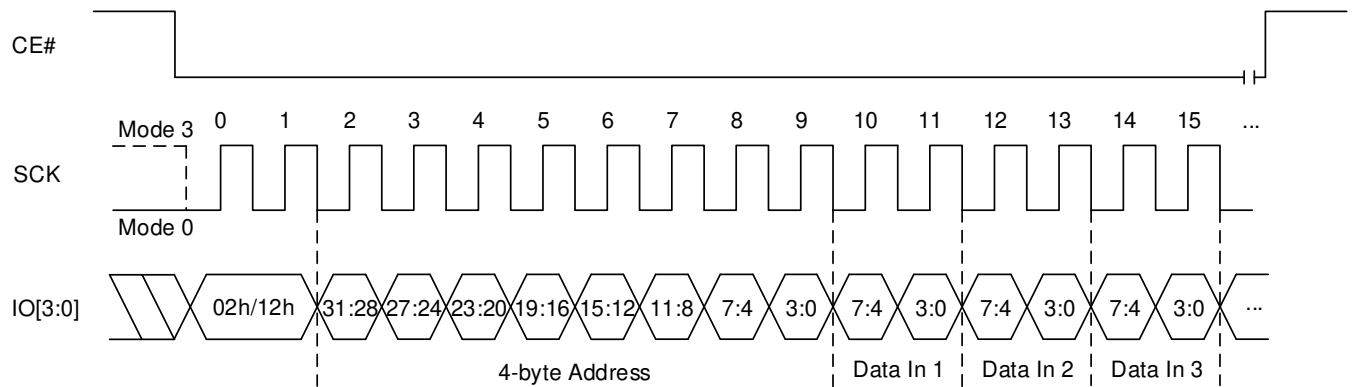 CE#
Mode 3
0 1 2 3 4 5 6 7 8 9 10 11 12 13 14 15 ...
SCK
Mode 0
IO[3:0]
02h/12h 31:28 27:24 23:20 19:16 15:12 11:8 7:4 3:0 7:4 3:0 7:4 3:0 7:4 3:0 ...
4-byte Address Data In 1 Data In 2 Data In 3